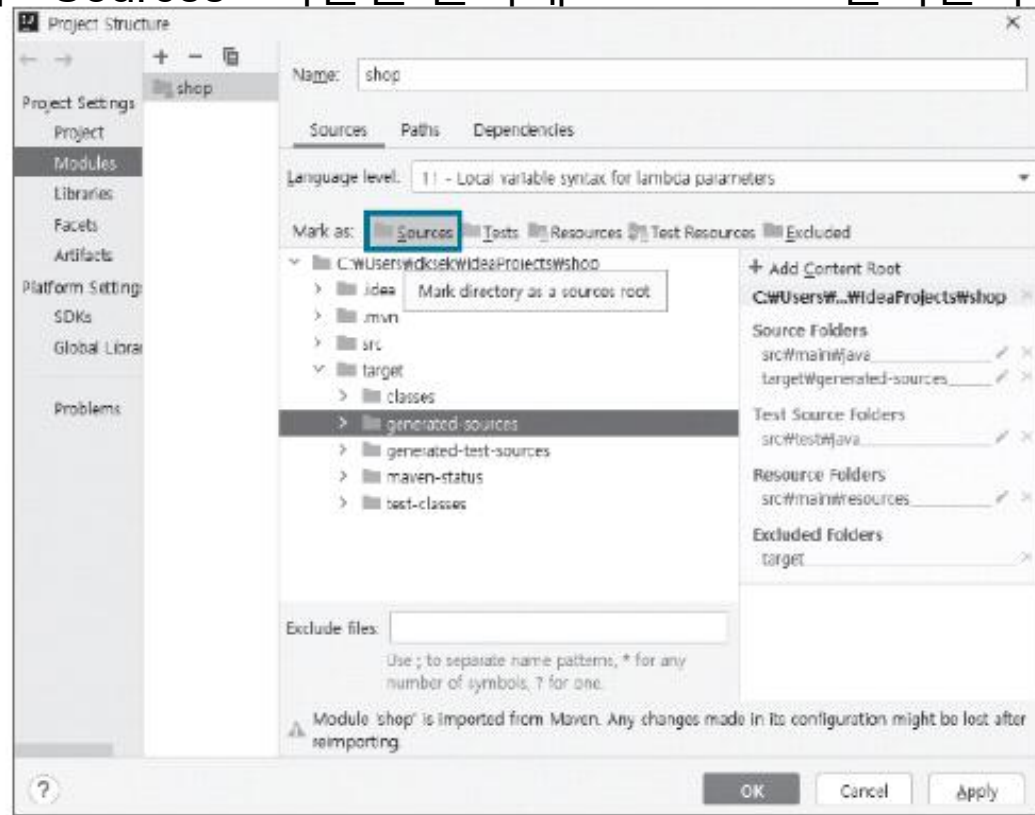 Project Structure
Name: shop
shop
Project Settings
Project
Modules
Libraries
Facets
Artifacts
Platform Setting
SDKs
Global Librar
Problems
Sources Paths Dependencies
Language level: 11 - Local variable syntax for lambda parameters
Mark as: Sources Tests Resources Test Resources Excluded
C:₩Users₩dksek₩IdeaProjects₩shop
.idea
Mark directory as a sources root
.mvn
src
target
classes
generated-sources
generated-test-sources
maven-status
test-classes
+ Add Content Root
C:₩Users₩...₩IdeaProjects₩shop
Source Folders
src₩main₩java
target₩generated-sources
Test Source Folders
src₩test₩java
Resource Folders
src₩main₩resources
Excluded Folders
target
Exclude files:
Use ; to separate name patterns, * for any
number of symbols, ? for one.
Module 'shop' is imported from Maven. Any changes made in its configuration might be lost after
reimporting
? OK Cancel Apply